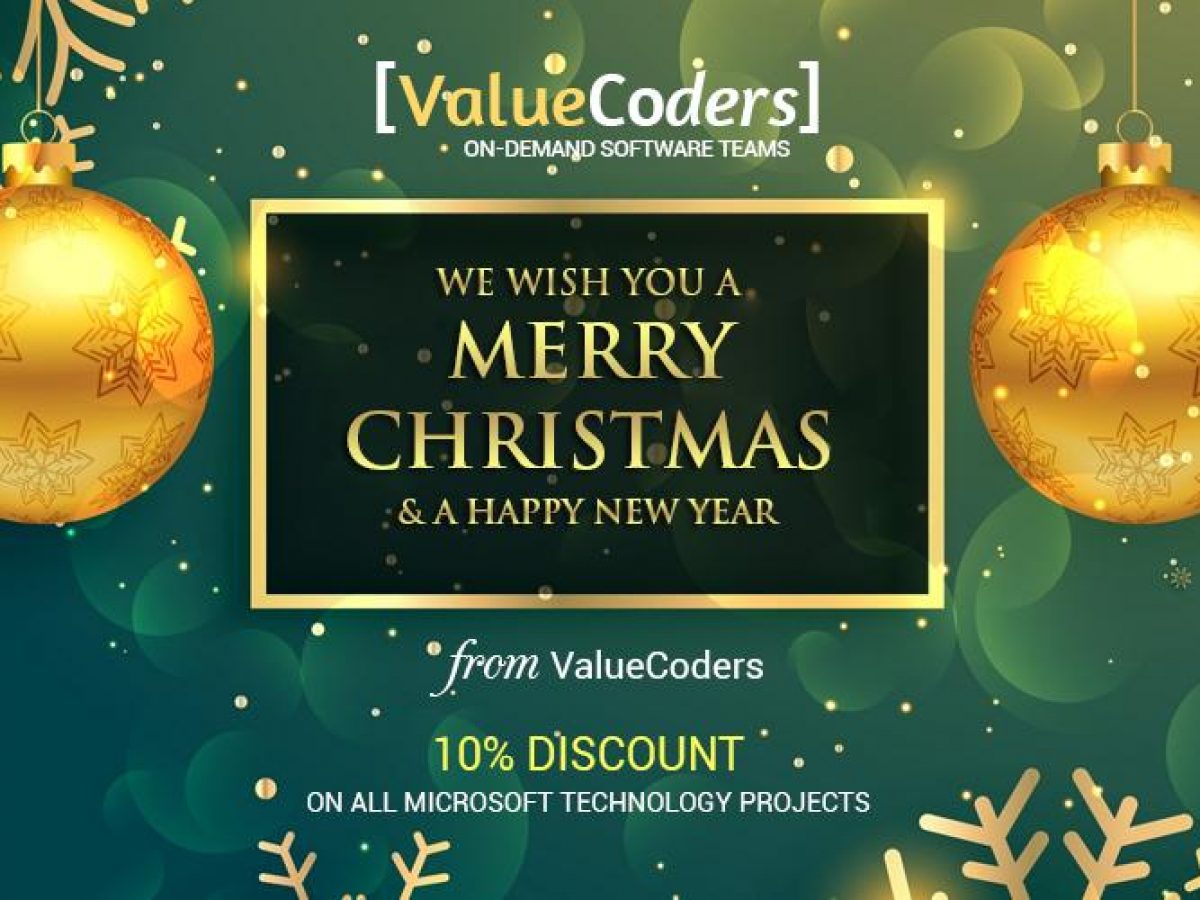 [ValueCoders]
ON-DEMAND SOFTWARE TEAMS
WE WISH YOU A
MERRY
CHRISTMAS
& A HAPPY NEW YEAR
from ValueCoders
10% DISCOUNT
ON ALL MICROSOFT TECHNOLOGY PROJECTS